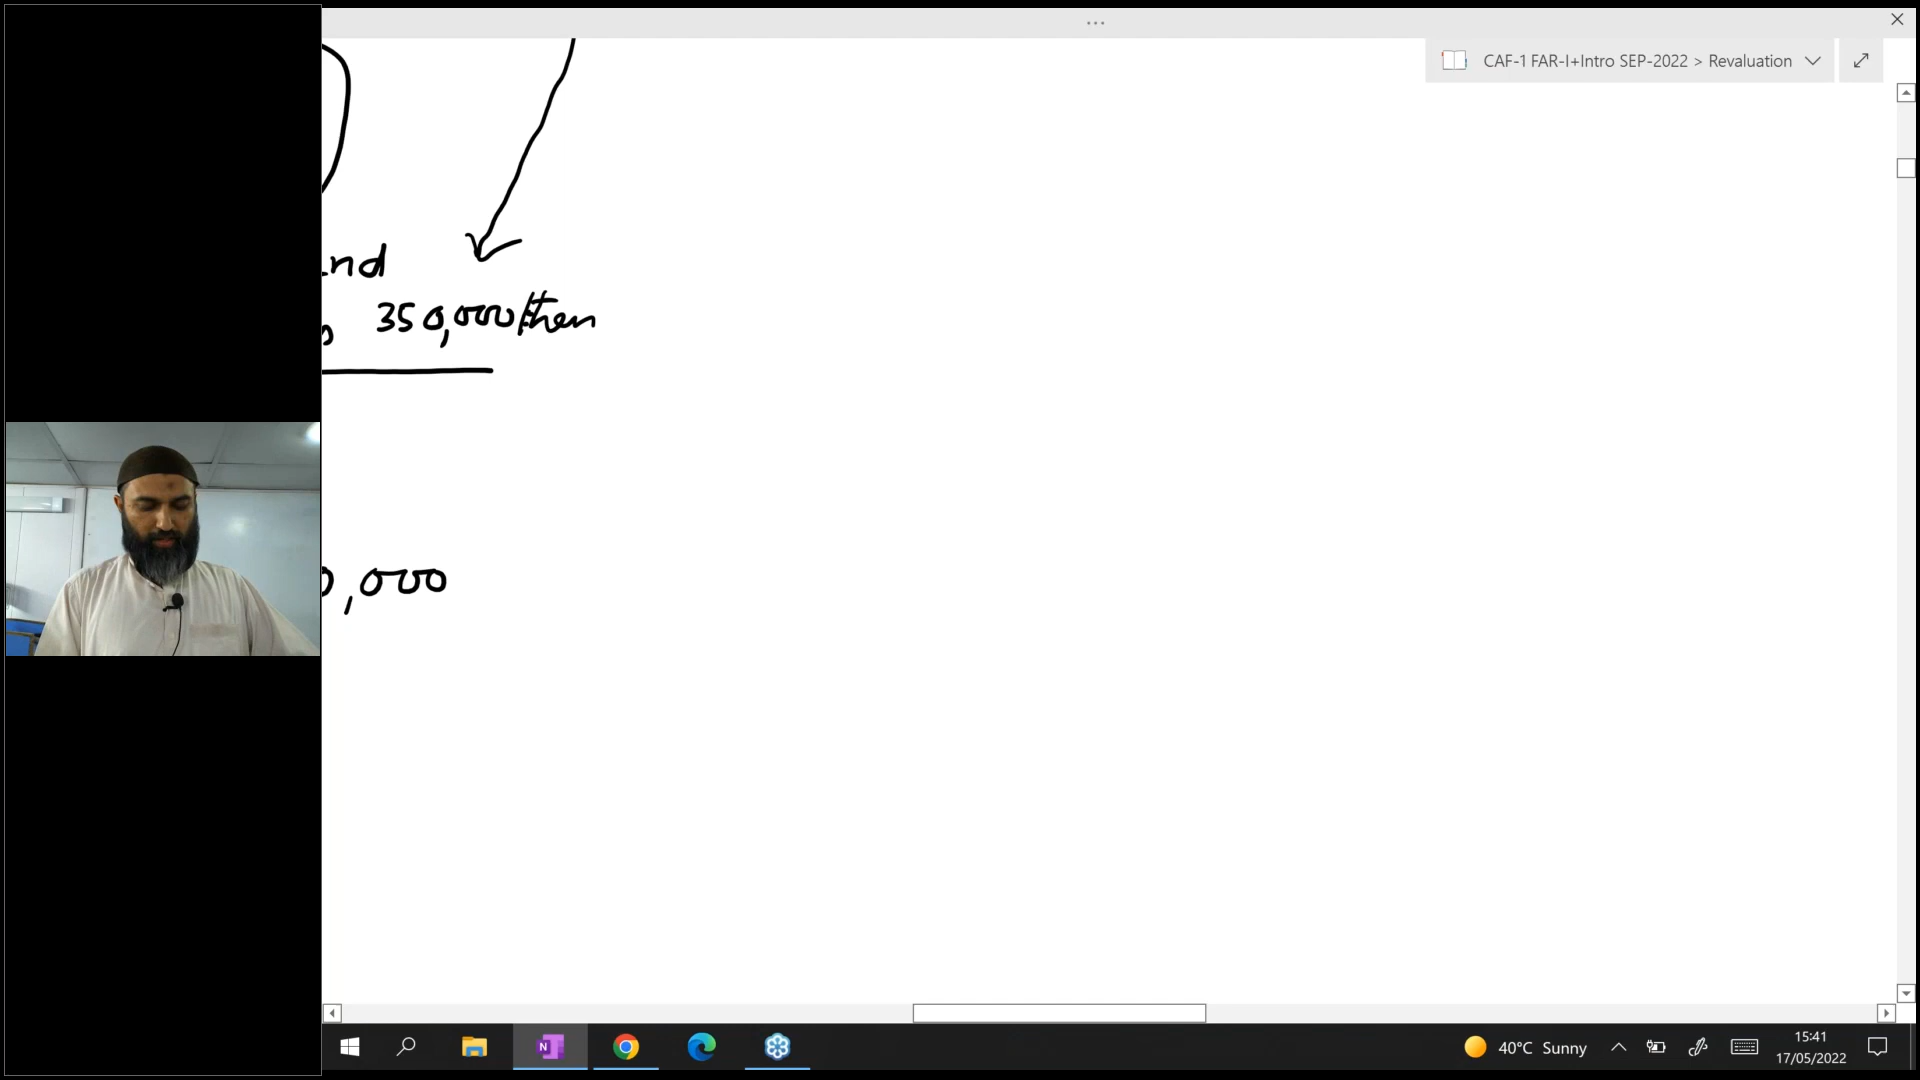 CAF-1 FAR-I+Intro SEP-2022 > Revaluation
nd
350,000/then
0,000
40°C Sunny
15:41
17/05/2022